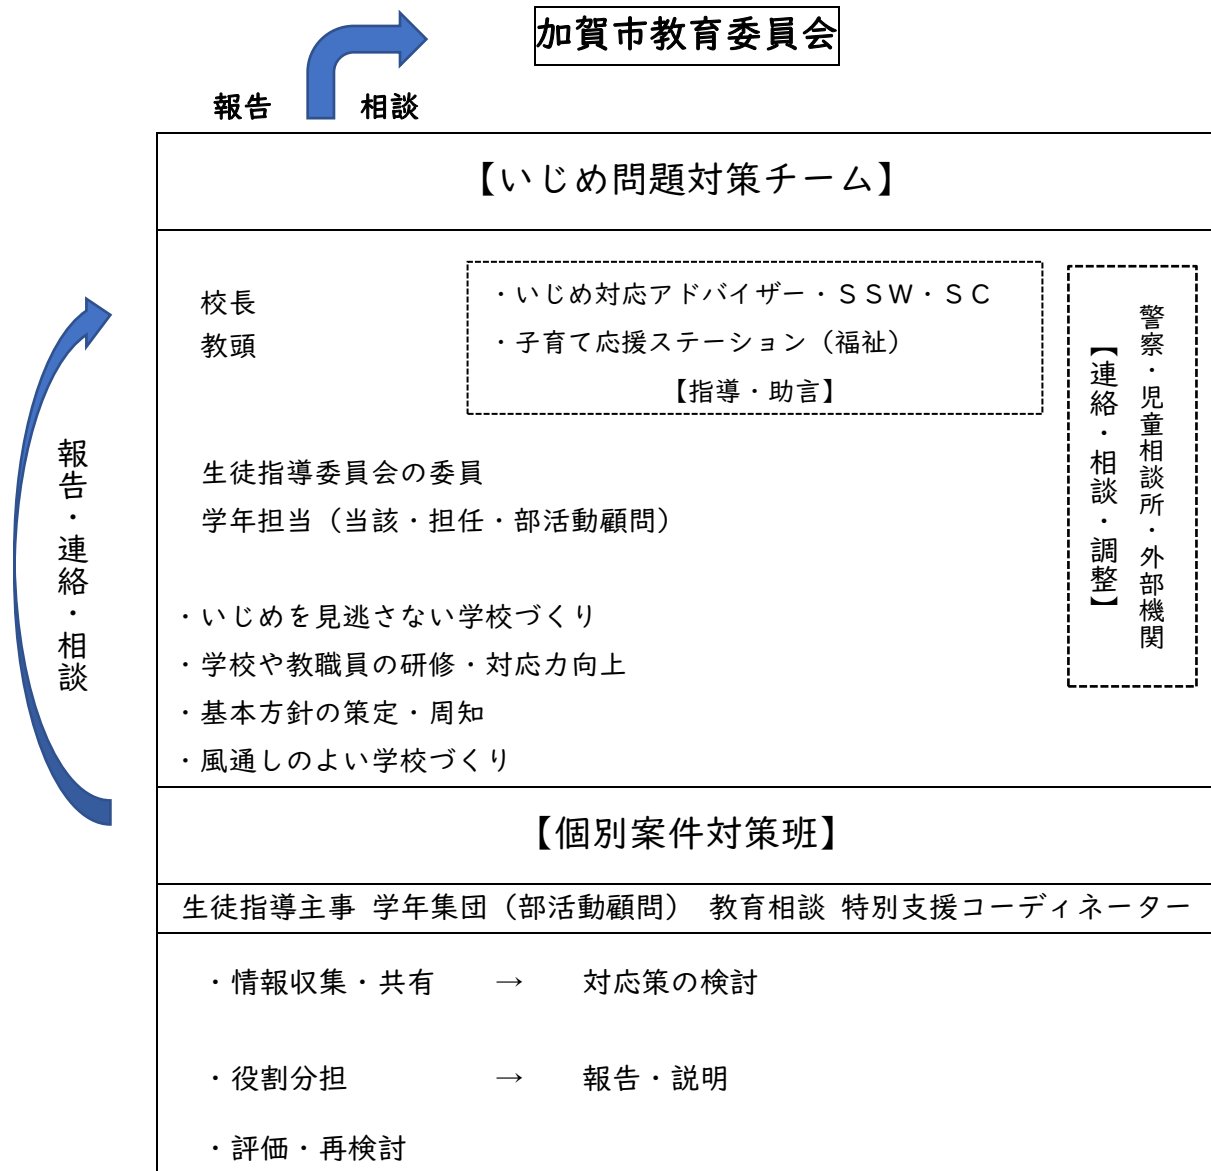 加賀市教育委員会
報告 相談
【いじめ問題対策チーム】
校長
教頭
・いじめ対応アドバイザー・ＳＳＷ・ＳＣ
・子育て応援ステーション（福祉）
【指導・助言】
警察・児童相談所・外部機関
【連絡・相談・調整】
生徒指導委員会の委員
学年担当（当該・担任・部活動顧問）
・いじめを見逃さない学校づくり
・学校や教職員の研修・対応力向上
・基本方針の策定・周知
・風通しのよい学校づくり
報告・連絡・相談
【個別案件対策班】
生徒指導主事 学年集団（部活動顧問） 教育相談 特別支援コーディネーター
・情報収集・共有 → 対応策の検討
・役割分担 → 報告・説明
・評価・再検討